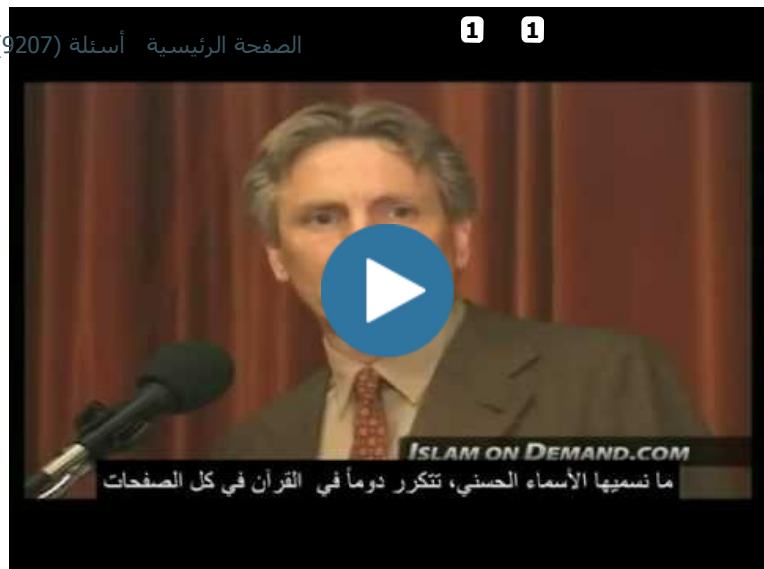 1 1
الصفحة الرئيسية أسئلة (9207)
ISLAM ON DEMAND.COM
ما نسميها الأسماء الحسني، تتكرر دوماً في القرآن في كل الصفحات